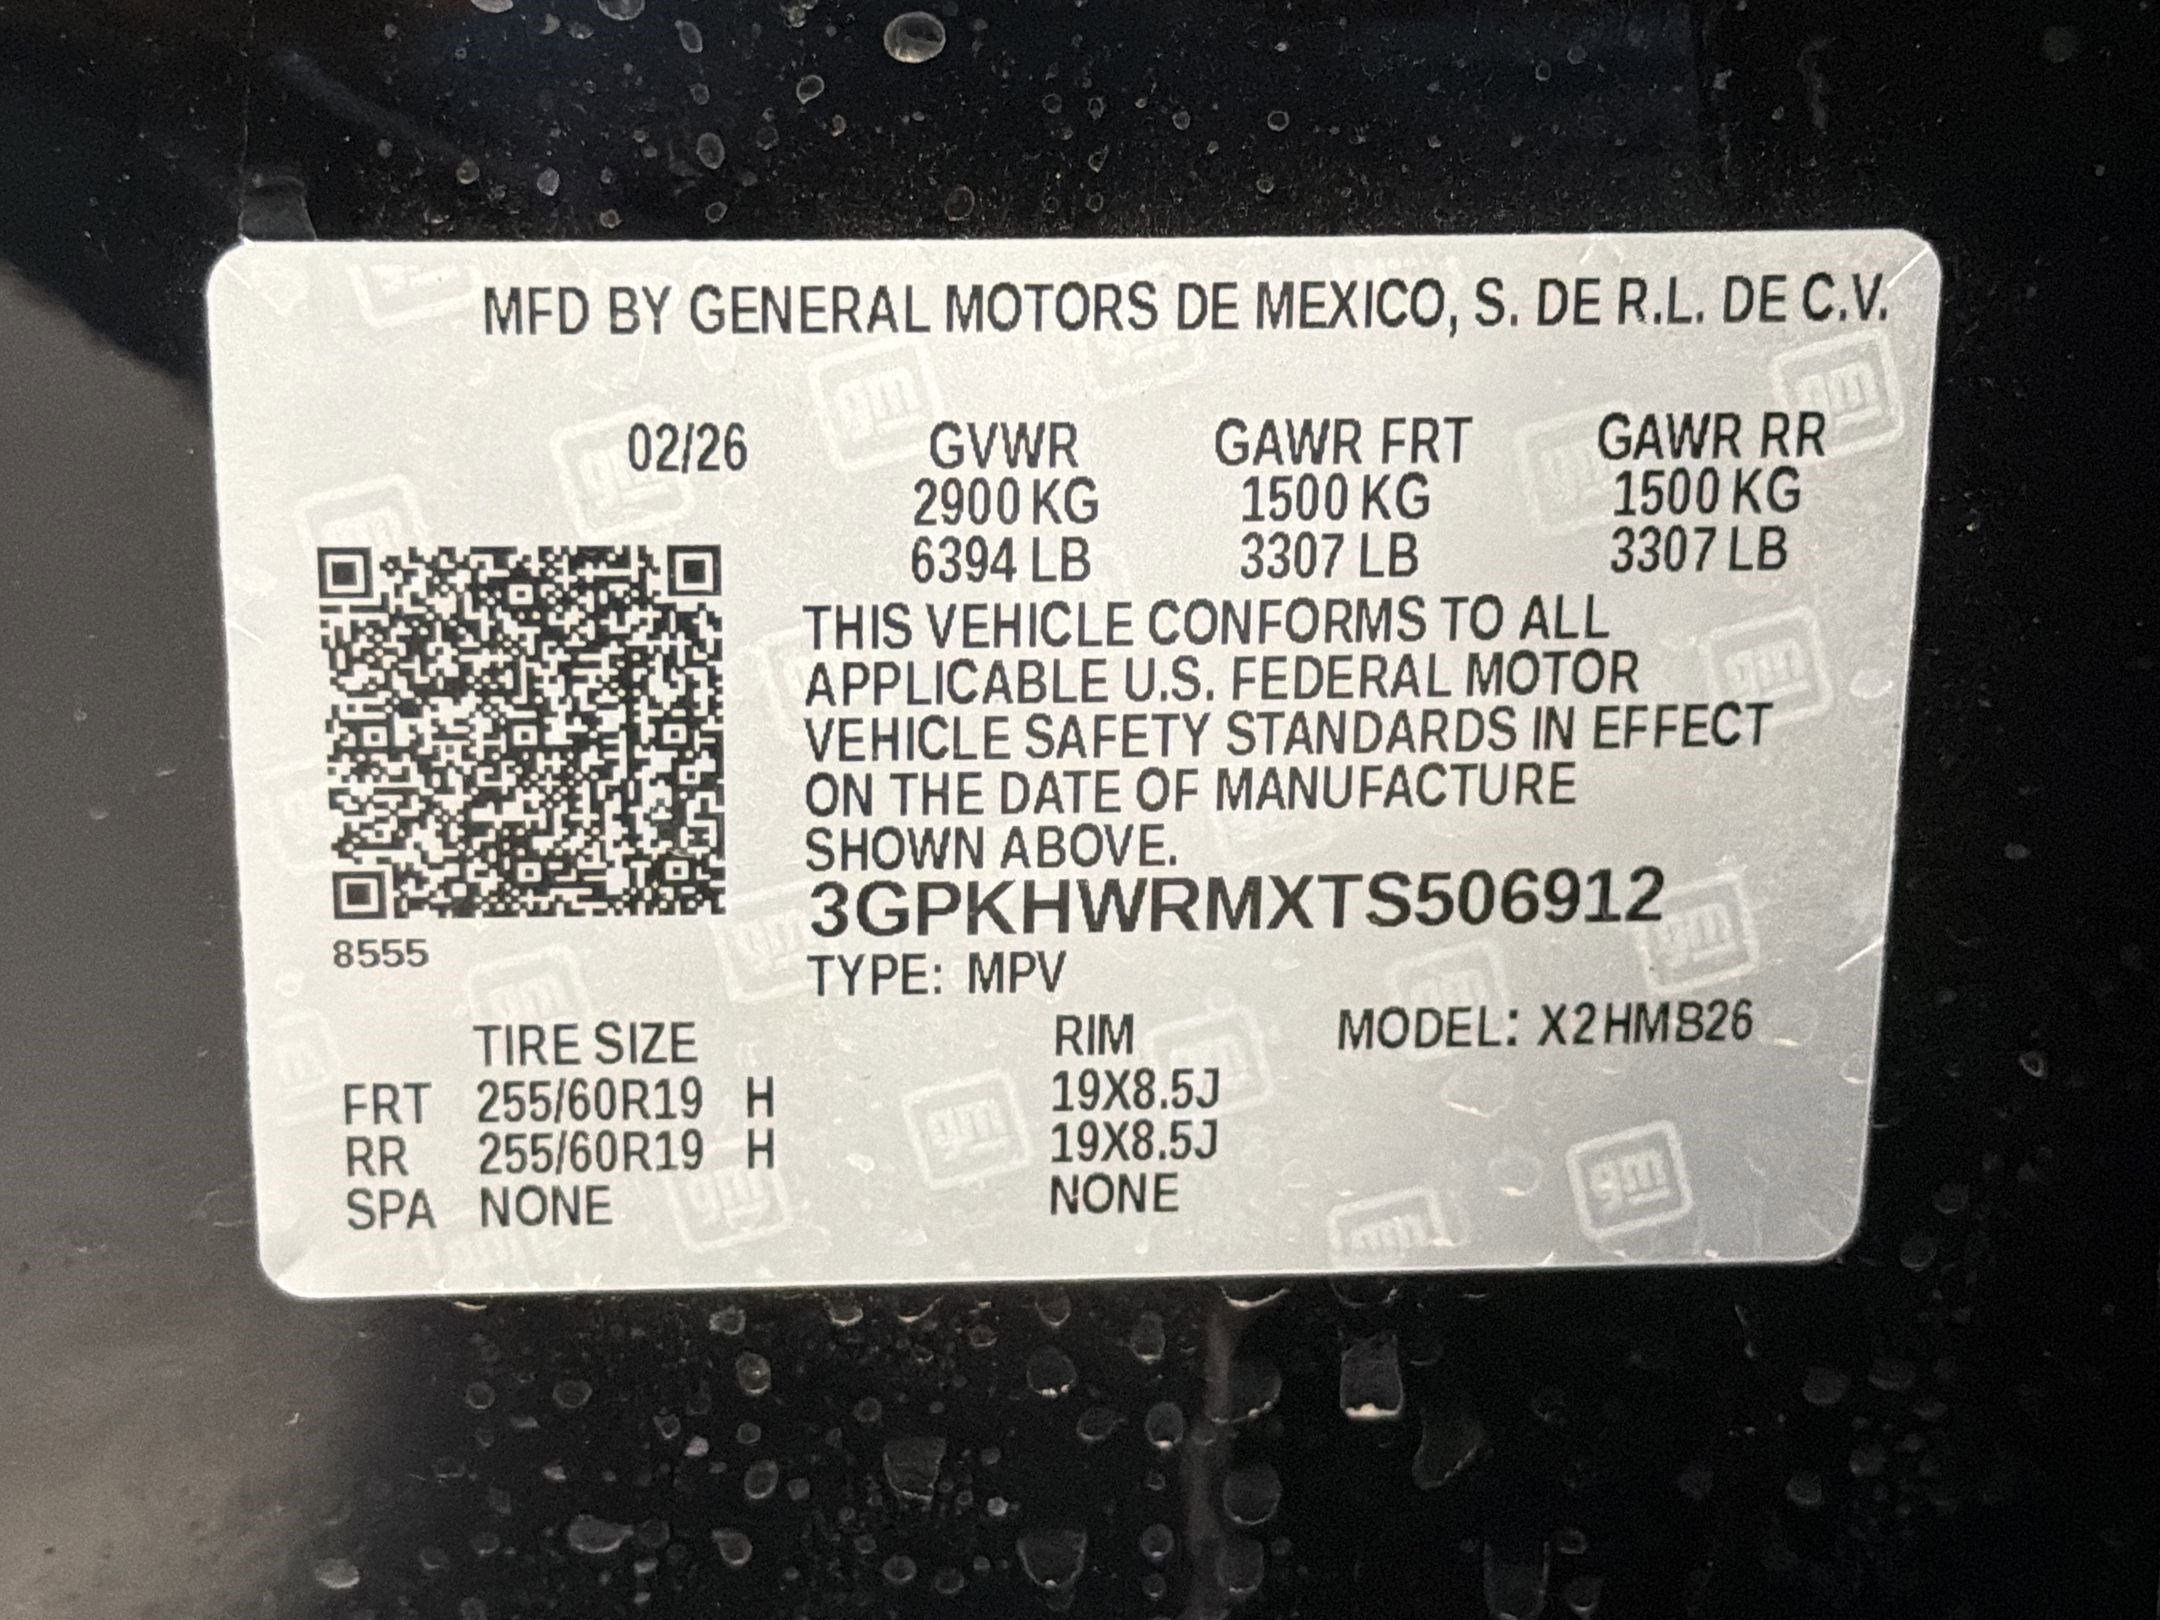 MFD BY GENERAL MOTORS DE MEXICO, S. DE R.L. DE C.V.
02/26 GVWR GAWR FRT GAWR RR
2900 KG 1500 KG 1500 KG
6394 LB 3307 LB 3307 LB
THIS VEHICLE CONFORMS TO ALL
APPLICABLE U.S. FEDERAL MOTOR
VEHICLE SAFETY STANDARDS IN EFFECT
ON THE DATE OF MANUFACTURE
SHOWN ABOVE.
3GPKHWRMXTS506912
8555
TYPE: MPV
TIRE SIZE RIM MODEL: X2HMB26
FRT 255/60R19 H 19X8.5J
RR 255/60R19 H 19X8.5J
SPA NONE NONE